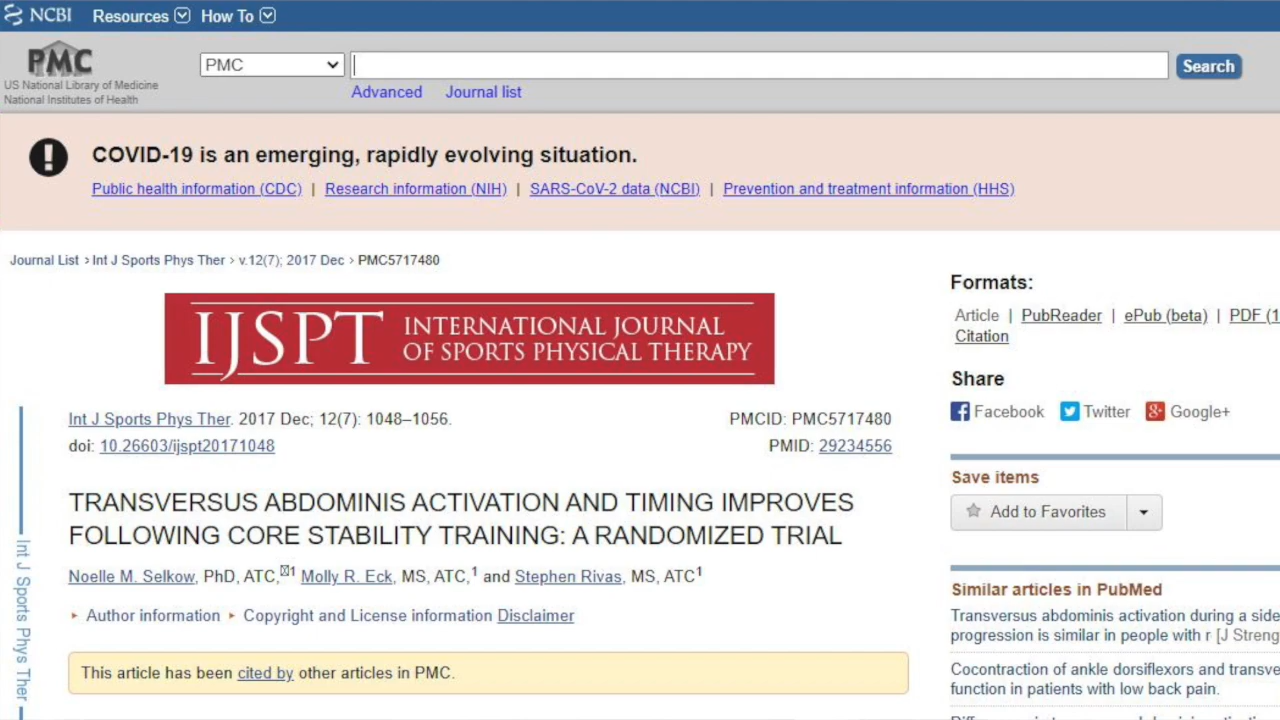 NCBI Resources How To
PMC
US National Library of Medicine
National Institutes of Health
PMC
Search
Advanced Journal list
COVID-19 is an emerging, rapidly evolving situation.
Public health information (CDC) | Research information (NIH) | SARS-CoV-2 data (NCBI) | Prevention and treatment information (HHS)
Journal List > Int J Sports Phys Ther > v.12(7); 2017 Dec > PMC5717480
IJSPT INTERNATIONAL JOURNAL
OF SPORTS PHYSICAL THERAPY
Int J Sports Phys Ther. 2017 Dec; 12(7): 1048–1056.
doi: 10.26603/ijspt20171048
PMCID: PMC5717480
PMID: 29234556
TRANSVERSUS ABDOMINIS ACTIVATION AND TIMING IMPROVES
FOLLOWING CORE STABILITY TRAINING: A RANDOMIZED TRIAL
Noelle M. Selkow, PhD, ATC,1 Molly R. Eck, MS, ATC,1 and Stephen Rivas, MS, ATC1
Author information Copyright and License information Disclaimer
This article has been cited by other articles in PMC.
Int J Sports Phys Ther
Formats:
Article | PubReader | ePub (beta) | PDF (1
Citation
Share
Facebook Twitter Google+
Save items
Add to Favorites
Similar articles in PubMed
Transversus abdominis activation during a side
progression is similar in people with r [J Streng
Cocontraction of ankle dorsiflexors and transve
function in patients with low back pain.